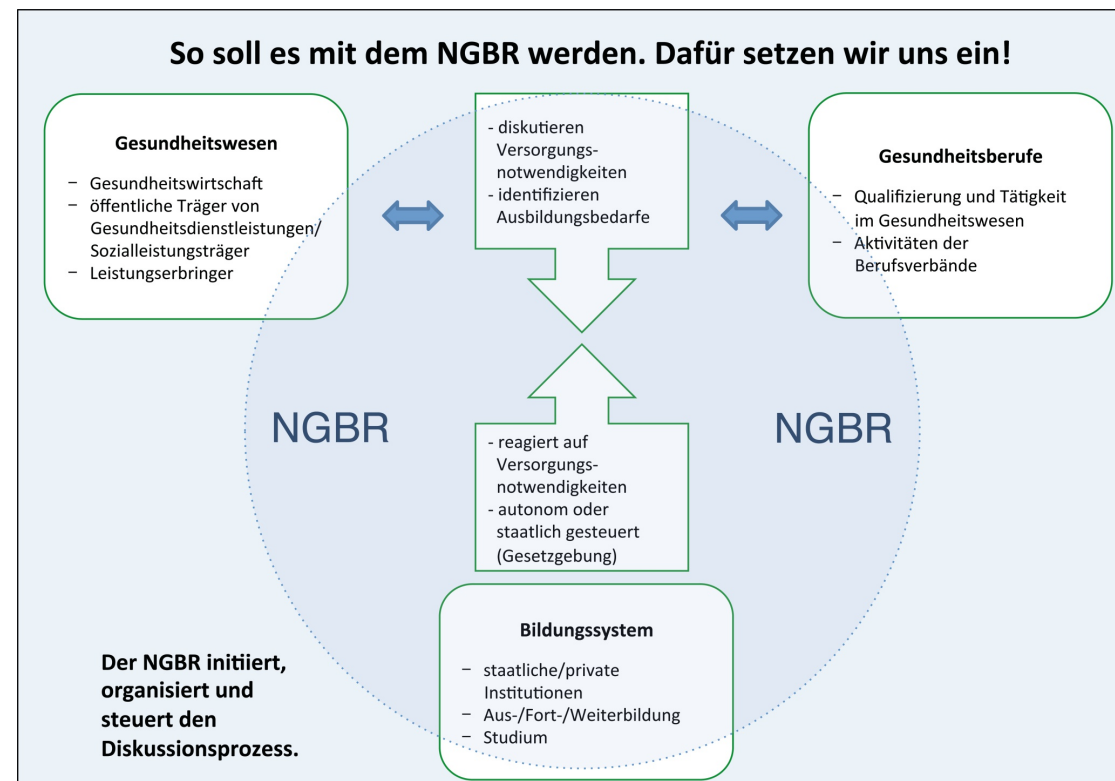 So soll es mit dem NGBR werden. Dafür setzen wir uns ein!
Gesundheitswesen
– Gesundheitswirtschaft
– öffentliche Träger von
Gesundheitsdienstleistungen/
Sozialleistungsträger
– Leistungserbringer
- diskutieren
Versorgungs-
notwendigkeiten
- identifizieren
Ausbildungsbedarfe
Gesundheitsberufe
– Qualifizierung und Tätigkeit
im Gesundheitswesen
– Aktivitäten der
Berufsverbände
NGBR
NGBR
- reagiert auf
Versorgungs-
notwendigkeiten
- autonom oder
staatlich gesteuert
(Gesetzgebung)
Bildungssystem
– staatliche/private
Institutionen
– Aus-/Fort-/Weiterbildung
– Studium
Der NGBR initiiert,
organisiert und
steuert den
Diskussionsprozess.